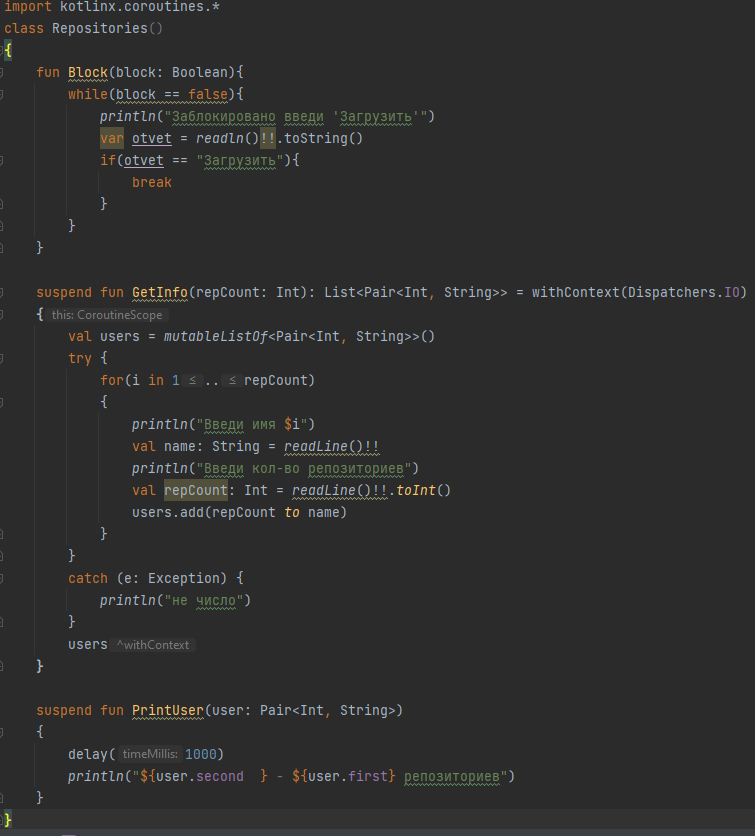 import kotlinx.coroutines.*
class Repositories()
{
    fun Block(block: Boolean){
        while(block == false){
            println("Заблокировано введи 'Загрузить'")
            var otvet = readln()!!.toString()
            if(otvet == "Загрузить"){
                break
            }
        }
    }

    suspend fun GetInfo(repCount: Int): List<Pair<Int, String>> = withContext(Dispatchers.IO)
    { this: CoroutineScope
        val users = mutableListOf<Pair<Int, String>>()
        try {
            for(i in 1 ≤ .. ≤ repCount)
            {
                println("Введи имя $i")
                val name: String = readLine()!!
                println("Введи кол-во репозиториев")
                val repCount: Int = readLine()!!.toInt()
                users.add(repCount to name)
            }
        }
        catch (e: Exception) {
            println("не число")
        }
        users ^withContext
    }

    suspend fun PrintUser(user: Pair<Int, String>)
    {
        delay( timeMillis: 1000)
        println("${user.second  } - ${user.first} репозиториев")
    }
}